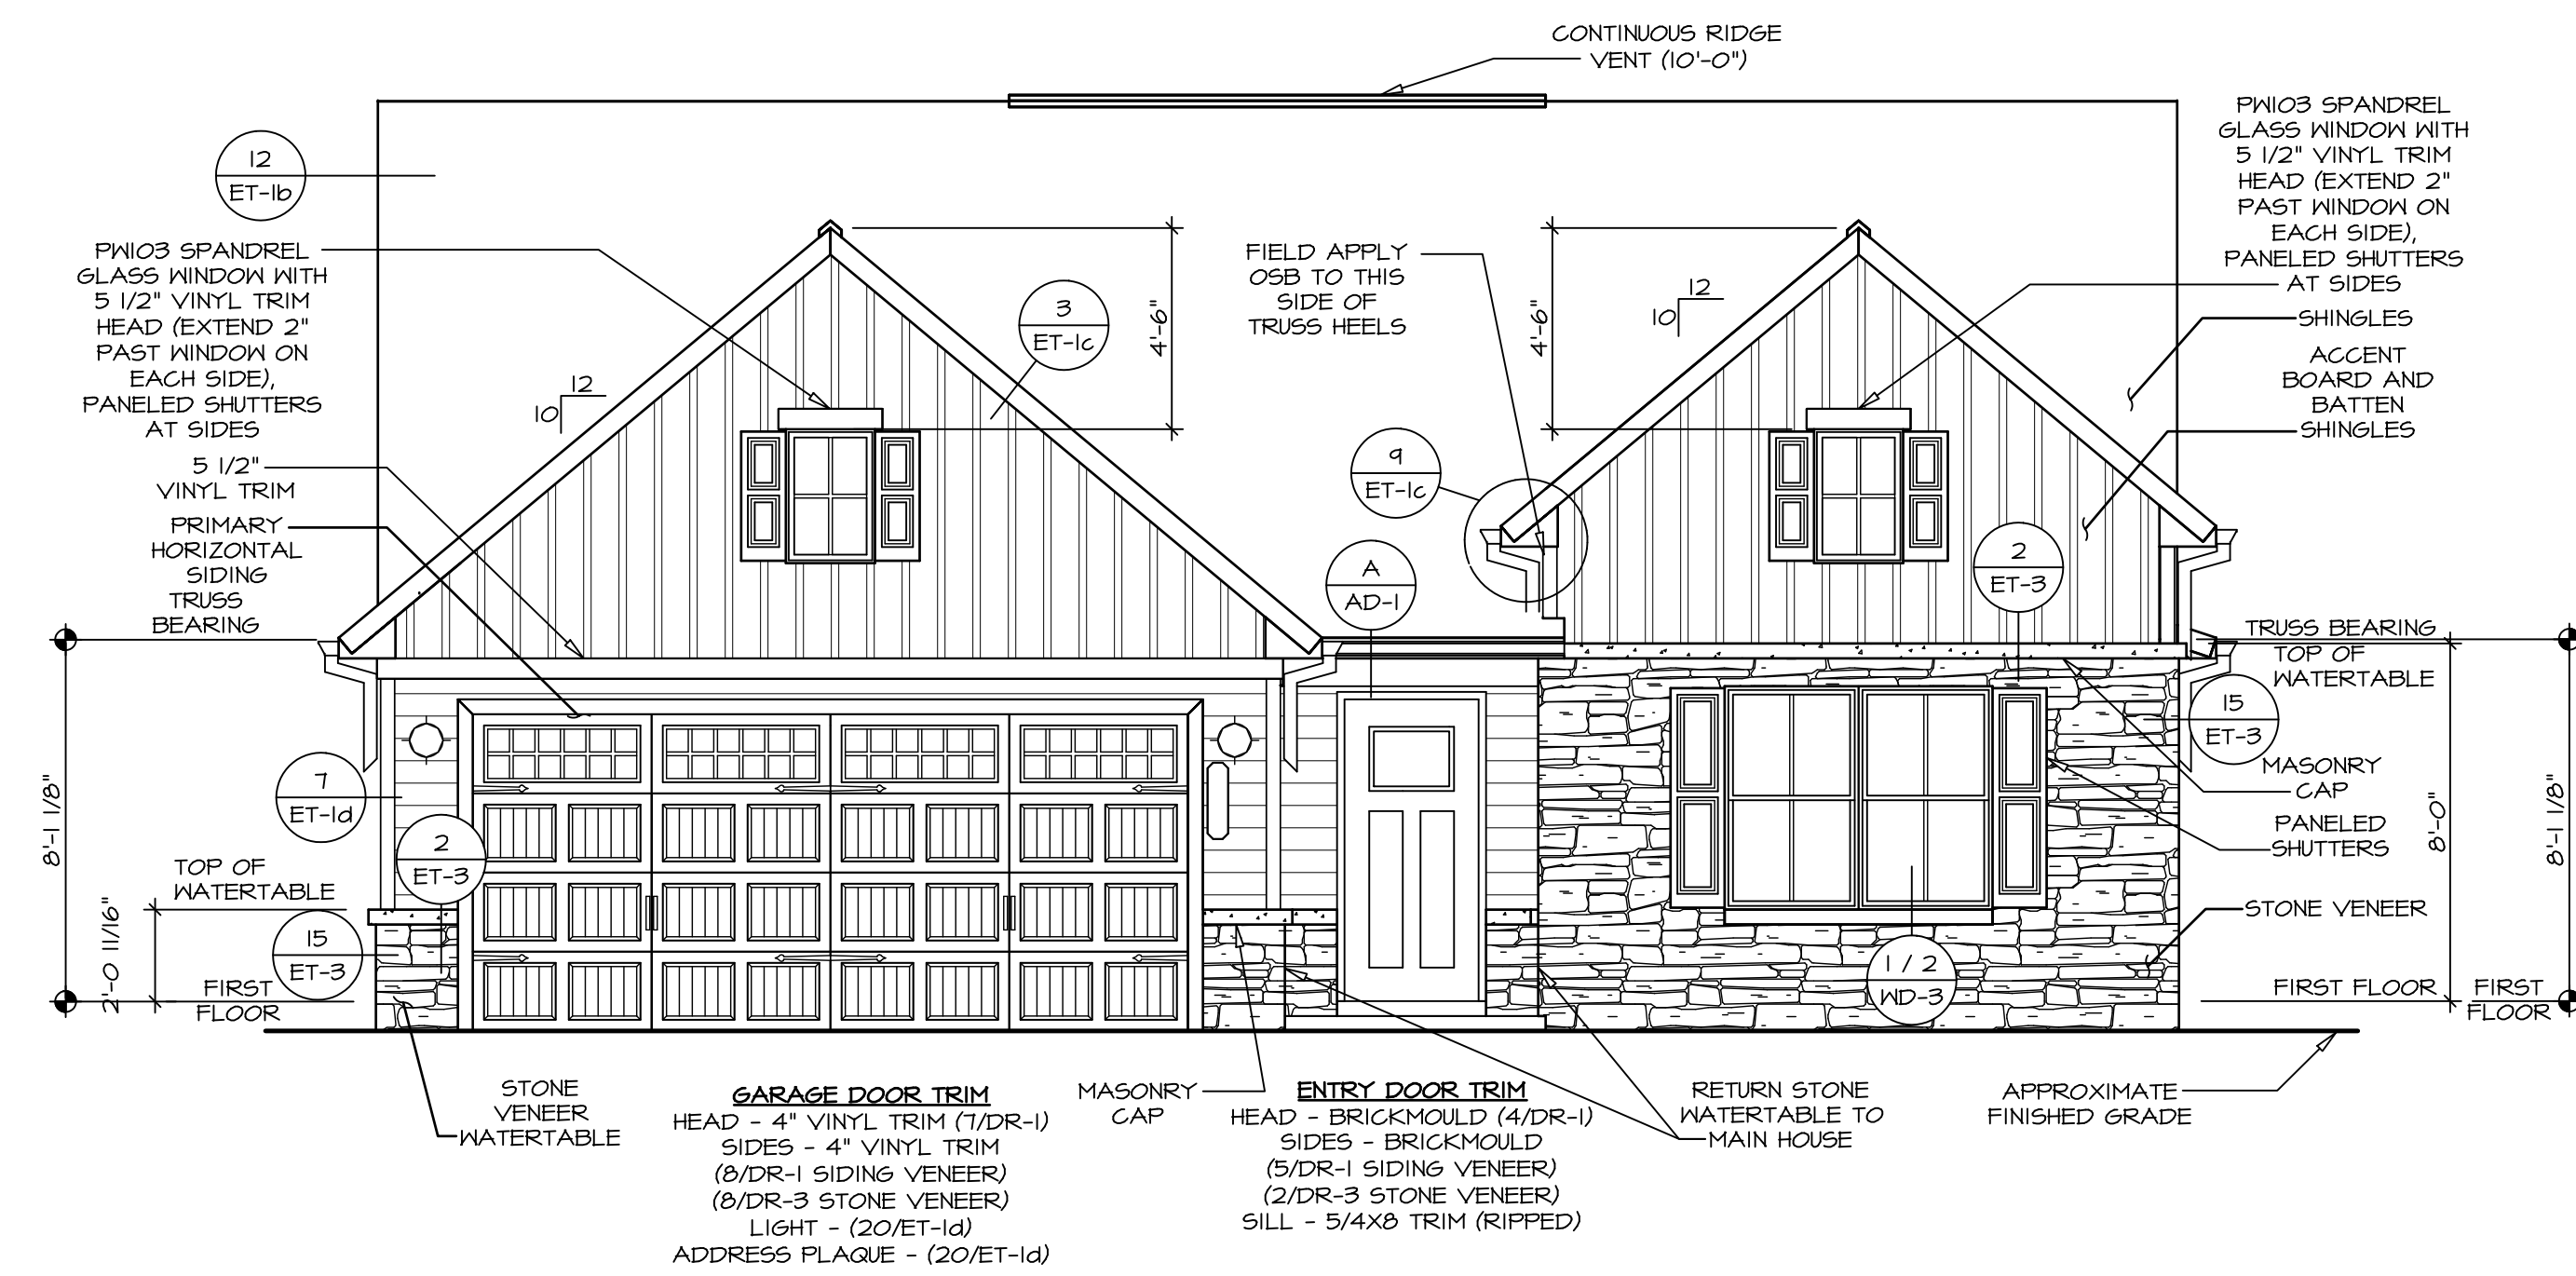 CONTINUOUS RIDGE
VENT (10'-0")
12
ET-1b
PW103 SPANDREL
GLASS WINDOW WITH
5 1/2" VINYL TRIM
HEAD (EXTEND 2"
PAST WINDOW ON
EACH SIDE),
PANELED SHUTTERS
AT SIDES
5 1/2"
VINYL TRIM
PRIMARY
HORIZONTAL
SIDING
TRUSS
BEARING
12
10
3
ET-1c
4'-6"
FIELD APPLY
OSB TO THIS
SIDE OF
TRUSS HEELS
4'-6"
12
10
9
ET-1c
A
AD-1
PW103 SPANDREL
GLASS WINDOW WITH
5 1/2" VINYL TRIM
HEAD (EXTEND 2"
PAST WINDOW ON
EACH SIDE),
PANELED SHUTTERS
AT SIDES
SHINGLES
ACCENT
BOARD AND
BATTEN
SHINGLES
2
ET-3
TRUSS BEARING
TOP OF
WATERTABLE
15
ET-3
MASONRY
CAP
PANELED
SHUTTERS
8'-0"
8'-1 1/8"
STONE VENEER
1 / 2
WD-3
FIRST FLOOR
FIRST
FLOOR
8'-1 1/8"
7
ET-1d
2
ET-3
TOP OF
WATERTABLE
2'-0 11/16"
15
ET-3
FIRST
FLOOR
STONE
VENEER
WATERTABLE
GARAGE DOOR TRIM
HEAD - 4" VINYL TRIM (7/DR-1)
SIDES - 4" VINYL TRIM
(8/DR-1 SIDING VENEER)
(8/DR-3 STONE VENEER)
LIGHT - (20/ET-1d)
ADDRESS PLAQUE - (20/ET-1d)
MASONRY
CAP
ENTRY DOOR TRIM
HEAD - BRICKMOULD (4/DR-1)
SIDES - BRICKMOULD
(5/DR-1 SIDING VENEER)
(2/DR-3 STONE VENEER)
SILL - 5/4X8 TRIM (RIPPED)
RETURN STONE
WATERTABLE TO
MAIN HOUSE
APPROXIMATE
FINISHED GRADE